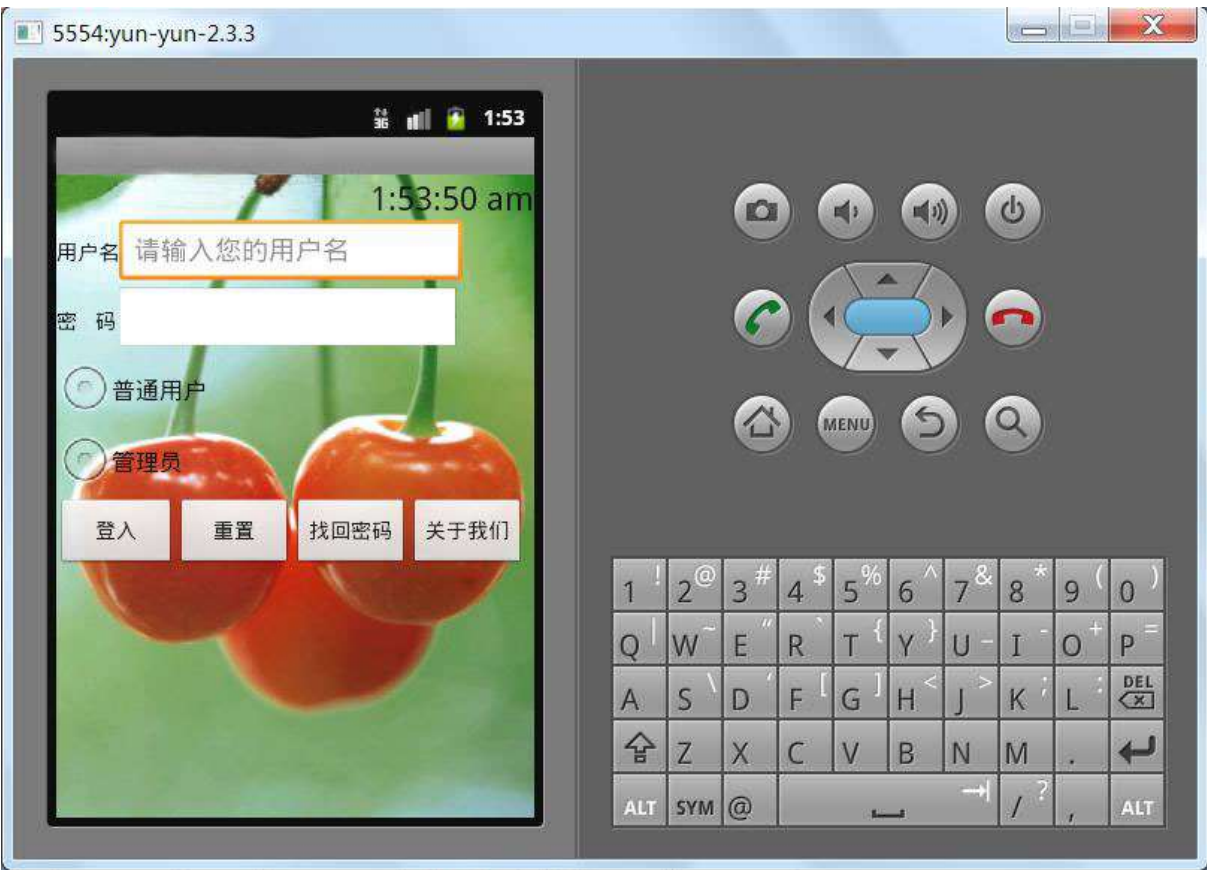 5554:yun-yun-2.3.3
3G 1:53
1:53:50 am
用户名 请输入您的用户名
密 码
普通用户
管理员
登入 重置 找回密码 关于我们
MENU
1 ! 2 @ 3 # 4 $ 5 % 6 ^ 7 & 8 * 9 ( 0 )
Q | W ~ E " R ` T { Y } U _ I - O + P =
A S \ D ' F [ G ] H < J > K ; L : DEL
Z X C V B N M .
ALT SYM @ / ? , ALT